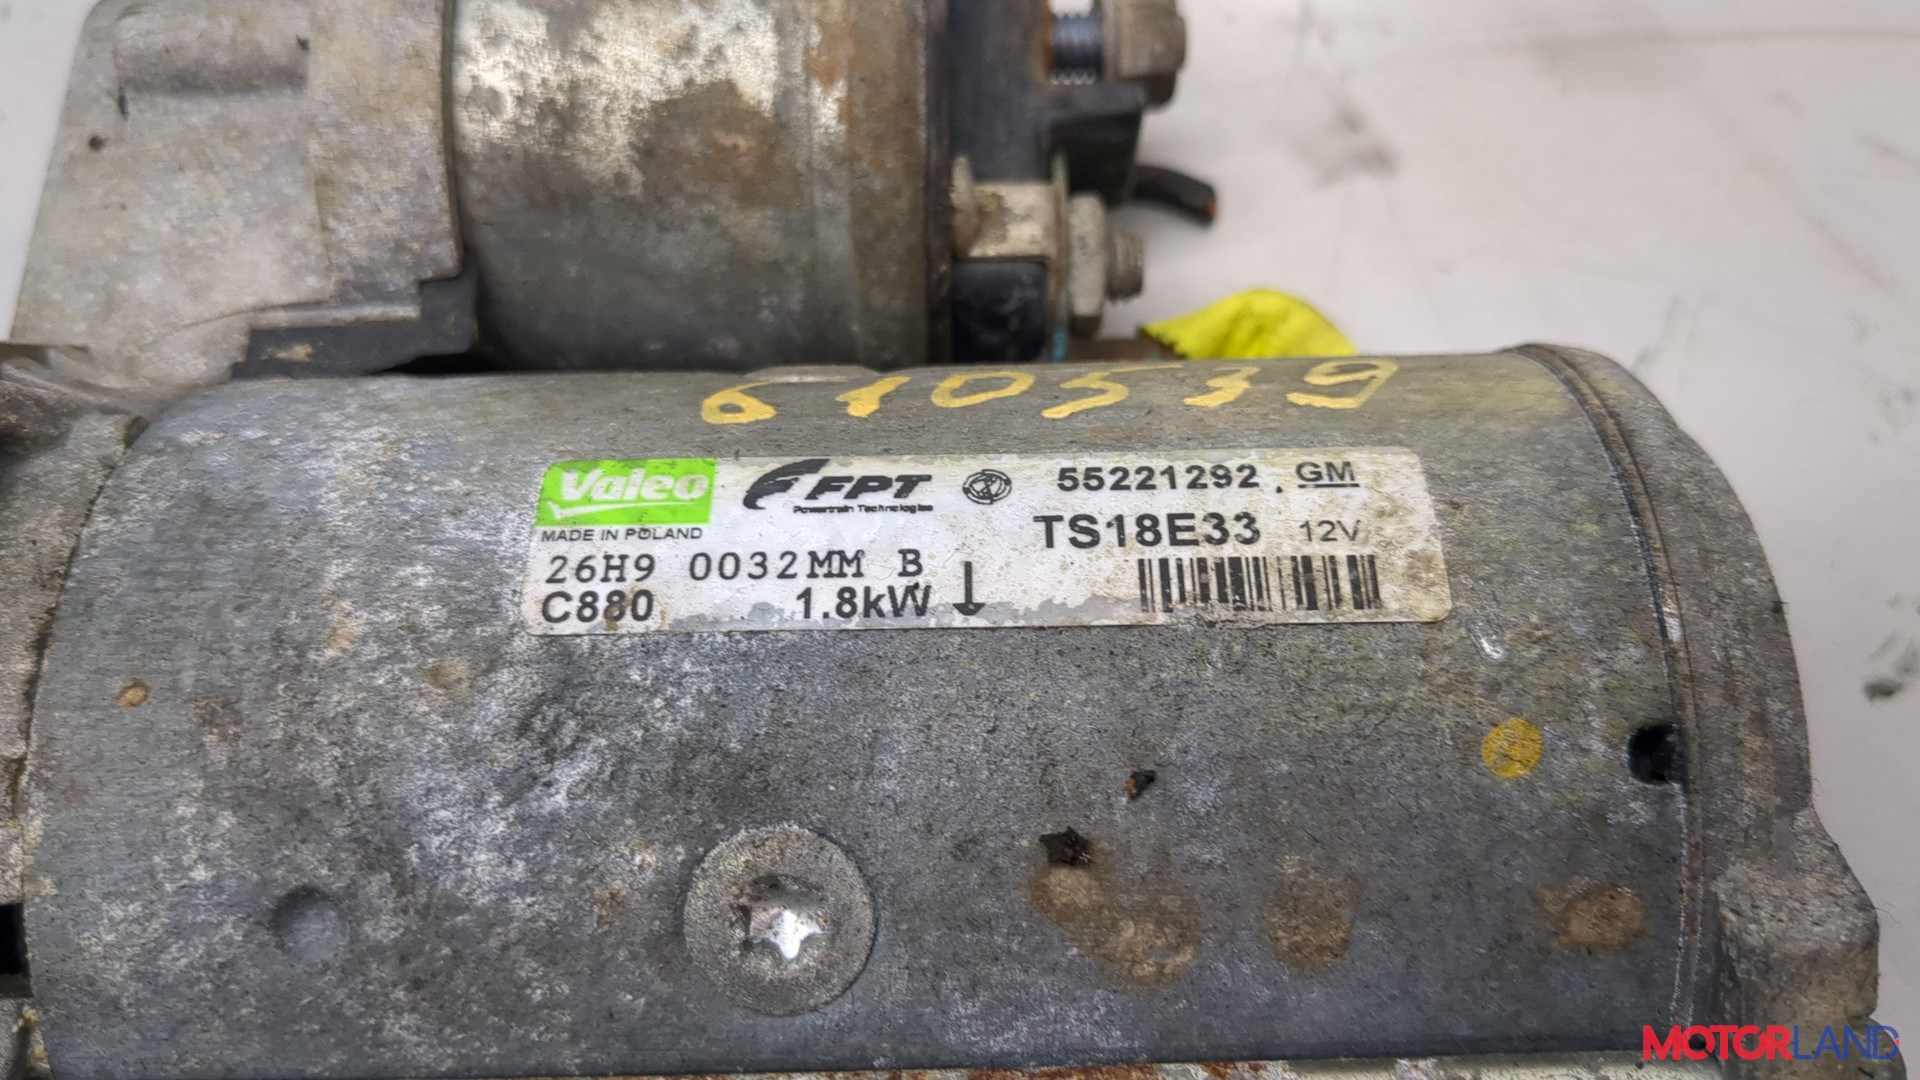 610539
Valeo FPT 55221292 GM
Powertrain Technologies
MADE IN POLAND TS18E33 12V
26H9 0032MM B
C880 1.8kW
MOTORLAND